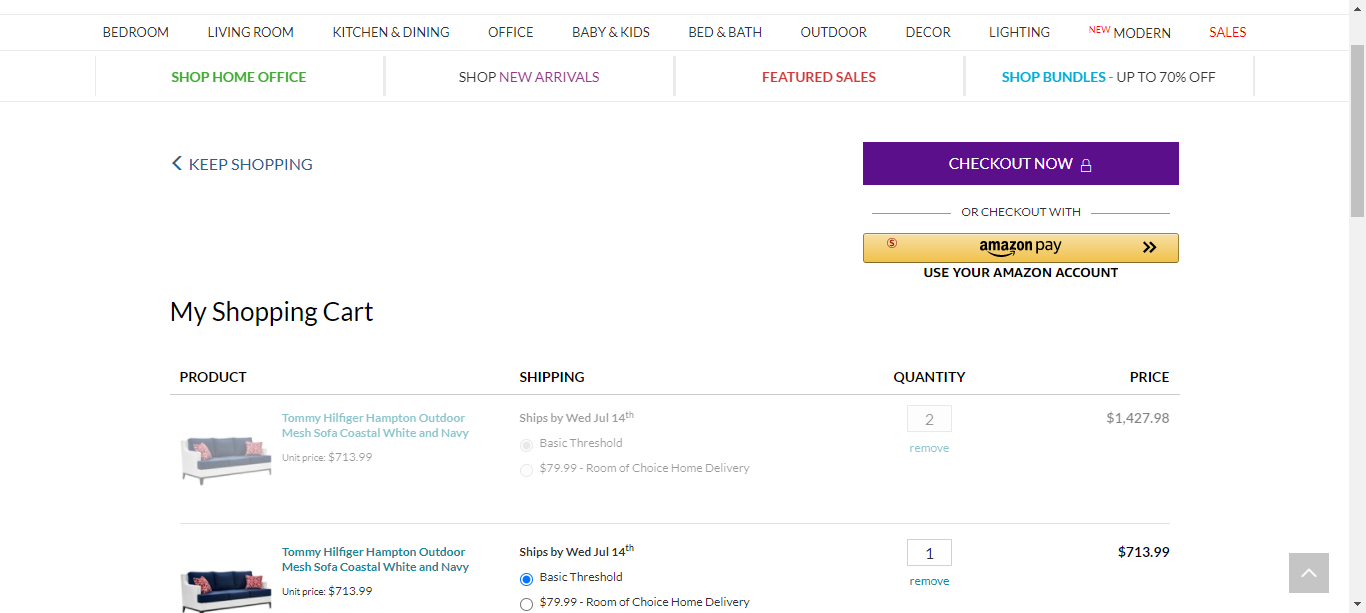 BEDROOM LIVING ROOM KITCHEN & DINING OFFICE BABY & KIDS BED & BATH OUTDOOR DECOR LIGHTING NEW MODERN SALES
SHOP HOME OFFICE SHOP NEW ARRIVALS FEATURED SALES SHOP BUNDLES - UP TO 70% OFF
KEEP SHOPPING
CHECKOUT NOW
OR CHECKOUT WITH
S amazon pay
USE YOUR AMAZON ACCOUNT
My Shopping Cart
PRODUCT SHIPPING QUANTITY PRICE
Tommy Hilfiger Hampton Outdoor
Mesh Sofa Coastal White and Navy
Unit price: $713.99
Ships by Wed Jul 14th
Basic Threshold
$79.99 - Room of Choice Home Delivery
2
remove
$1,427.98
Tommy Hilfiger Hampton Outdoor
Mesh Sofa Coastal White and Navy
Unit price: $713.99
Ships by Wed Jul 14th
Basic Threshold
$79.99 - Room of Choice Home Delivery
1
remove
$713.99